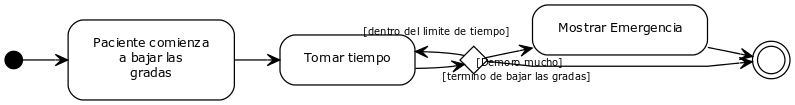 Paciente comienza
a bajar las
gradas
Tomar tiempo
[dentro del limite de tiempo]
[Demoro mucho]
[termino de bajar las gradas]
Mostrar Emergencia